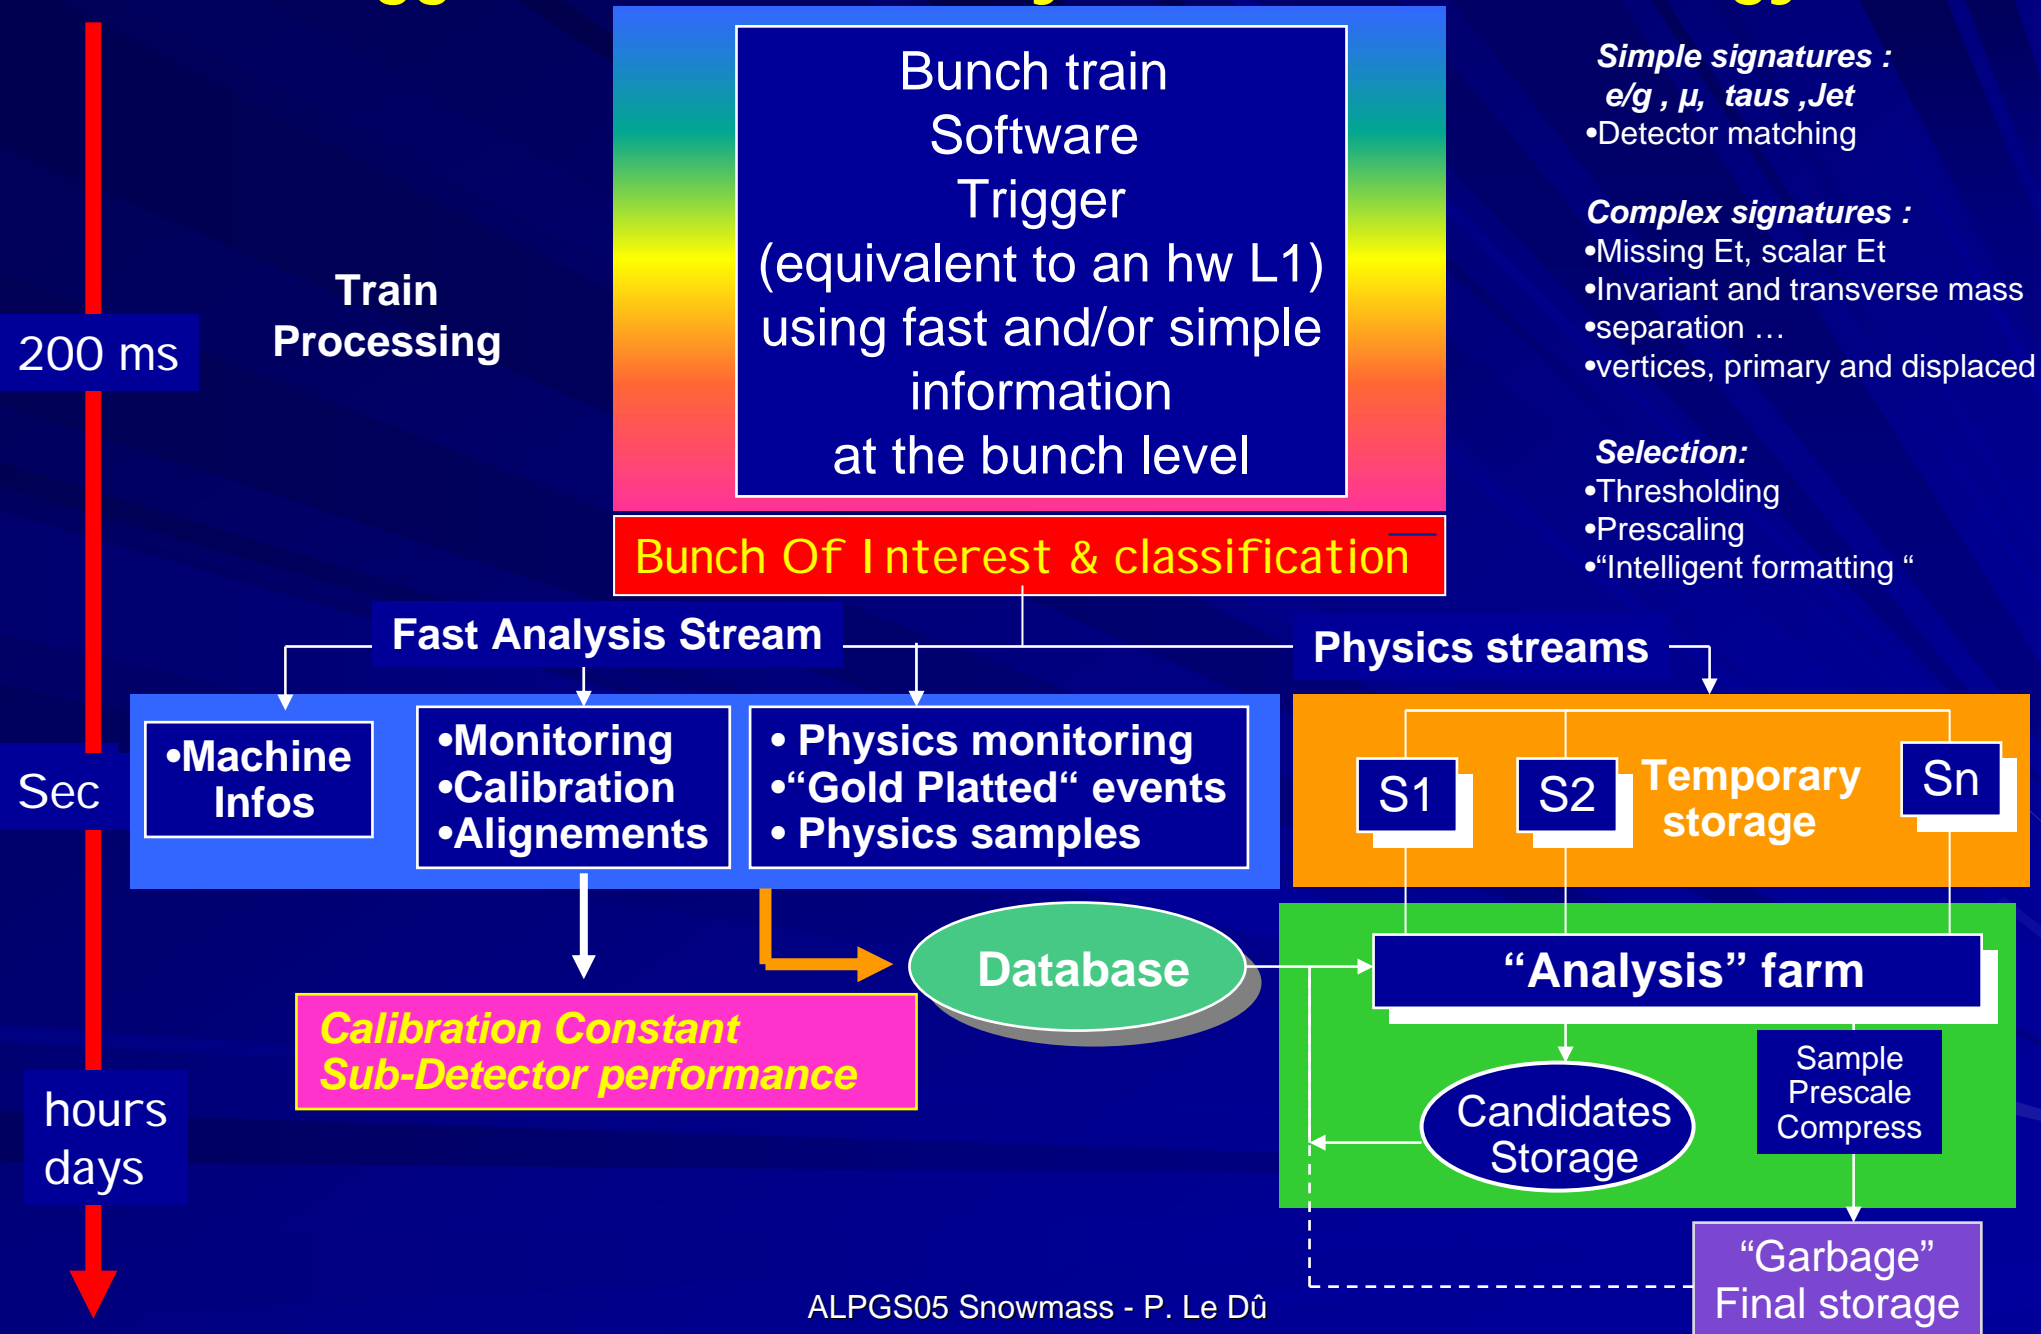 Bunch train
Software
Trigger
(equivalent to an hw L1)
using fast and/or simple
information
at the bunch level
Simple signatures :
e/g , µ, taus ,Jet
•Detector matching
Complex signatures :
•Missing Et, scalar Et
•Invariant and transverse mass
•separation …
•vertices, primary and displaced
Selection:
•Thresholding
•Prescaling
•“Intelligent formatting “
Train
Processing
200 ms
Bunch Of Interest & classification
Fast Analysis Stream
Physics streams
Sec
•Machine
Infos
•Monitoring
•Calibration
•Alignements
• Physics monitoring
•“Gold Platted“ events
• Physics samples
S1
S2
Temporary
storage
Sn
Database
“Analysis” farm
Calibration Constant
Sub-Detector performance
hours
days
Candidates
Storage
Sample
Prescale
Compress
“Garbage”
Final storage
ALPGS05 Snowmass - P. Le Dû